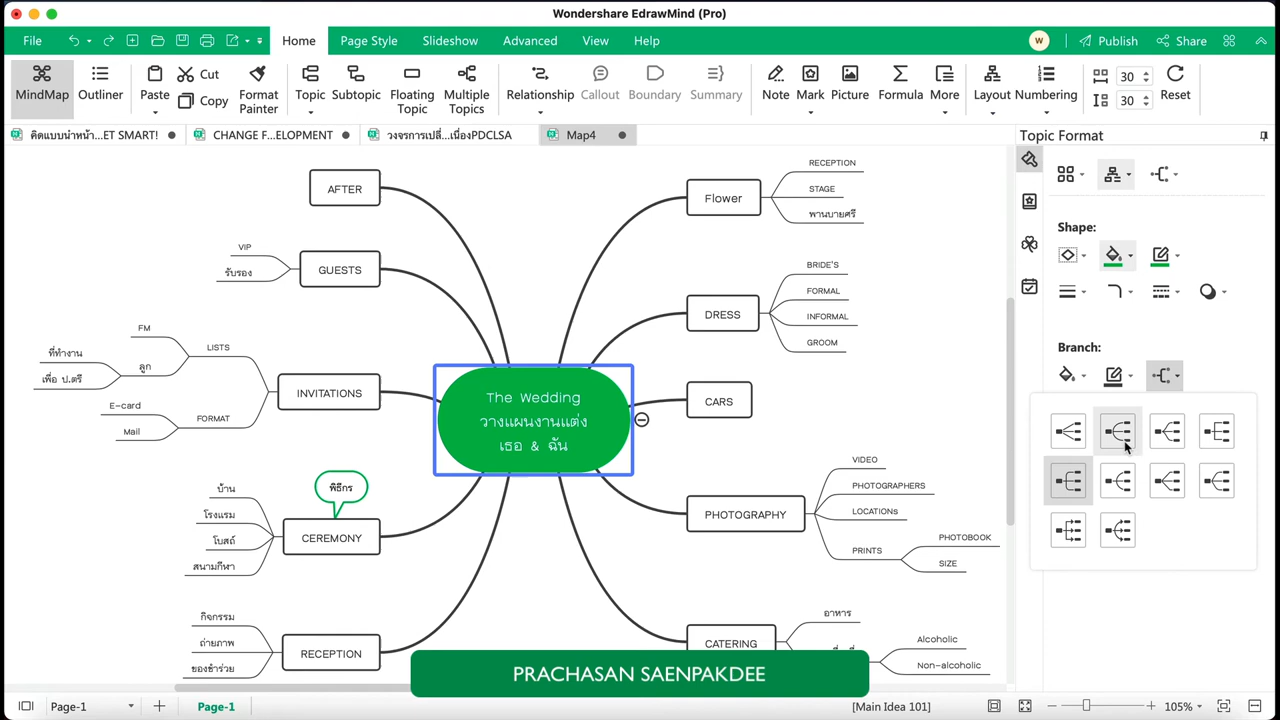 Wondershare EdrawMind (Pro)
File
Home
Page Style
Slideshow
Advanced
View
Help
W
Publish
Share
MindMap
Outliner
Paste
Cut
Copy
Format Painter
Topic
Subtopic
Floating Topic
Multiple Topics
Relationship
Callout
Boundary
Summary
Note
Mark
Picture
Formula
More
Layout
Numbering
30
30
Reset
คิดแบบนำหน้า...ET SMART!
CHANGE F...ELOPMENT
วงจรการเปลี่...เนื่องPDCLSA
Map4
Topic Format
Shape:
Branch:
AFTER
VIP
รับรอง
GUESTS
FM
LISTS
ที่ทำงาน
ลูก
เพื่อ ป.ตรี
INVITATIONS
E-card
FORMAT
Mail
พิธีกร
บ้าน
โรงแรม
โบสถ์
สนามกีฬา
CEREMONY
กิจกรรม
ถ่ายภาพ
ของชำร่วย
RECEPTION
The Wedding
วางแผนงานแต่ง
เธอ & ฉัน
Flower
RECEPTION
STAGE
พานบายศรี
DRESS
BRIDE'S
FORMAL
INFORMAL
GROOM
CARS
PHOTOGRAPHY
VIDEO
PHOTOGRAPHERS
LOCATIONS
PRINTS
PHOTOBOOK
SIZE
CATERING
อาหาร
Alcoholic
Non-alcoholic
PRACHASAN SAENPAKDEE
Page-1
Page-1
[Main Idea 101]
105%